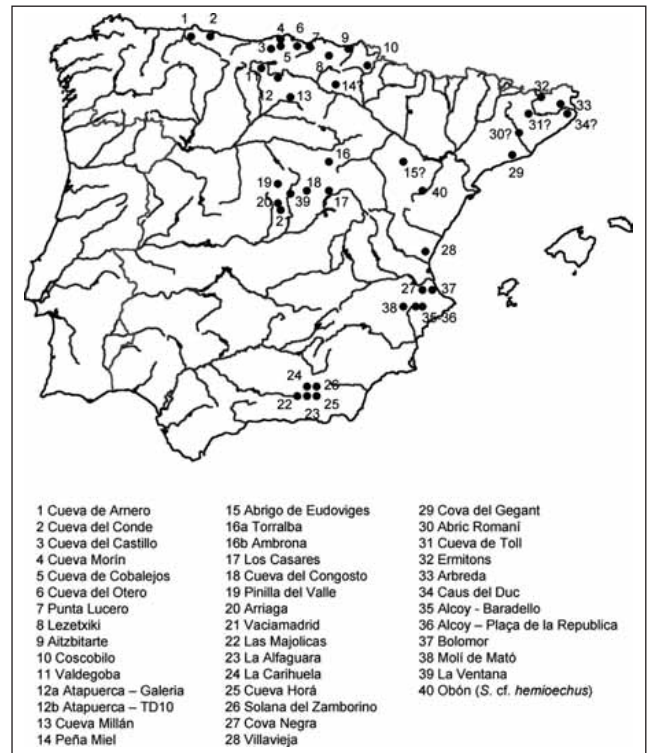 1
2
4
6
7
9
3
5
8
10
11
12
13
14?
32
33
31?
34?
30?
29
16
15?
40
19
18
20
39
17
21
28
27
37
38
35-36
24
26
22
23
25
1 Cueva de Arnero
2 Cueva del Conde
3 Cueva del Castillo
4 Cueva Morín
5 Cueva de Cobalejos
6 Cueva del Otero
7 Punta Lucero
8 Lezetxiki
9 Aitzbitarte
10 Coscobilo
11 Valdegoba
12a Atapuerca – Galería
12b Atapuerca – TD10
13 Cueva Millán
14 Peña Miel
15 Abrigo de Eudoviges
16a Torralba
16b Ambrona
17 Los Casares
18 Cueva del Congosto
19 Pinilla del Valle
20 Arriaga
21 Vaciamadrid
22 Las Majolicas
23 La Alfaguara
24 La Carihuela
25 Cueva Horá
26 Solana del Zamborino
27 Cova Negra
28 Villavieja
29 Cova del Gegant
30 Abric Romaní
31 Cueva de Toll
32 Ermitons
33 Arbreda
34 Caus del Duc
35 Alcoy - Baradello
36 Alcoy – Plaça de la Republica
37 Bolomor
38 Molí de Mató
39 La Ventana
40 Obón (S. cf. hemioechus)